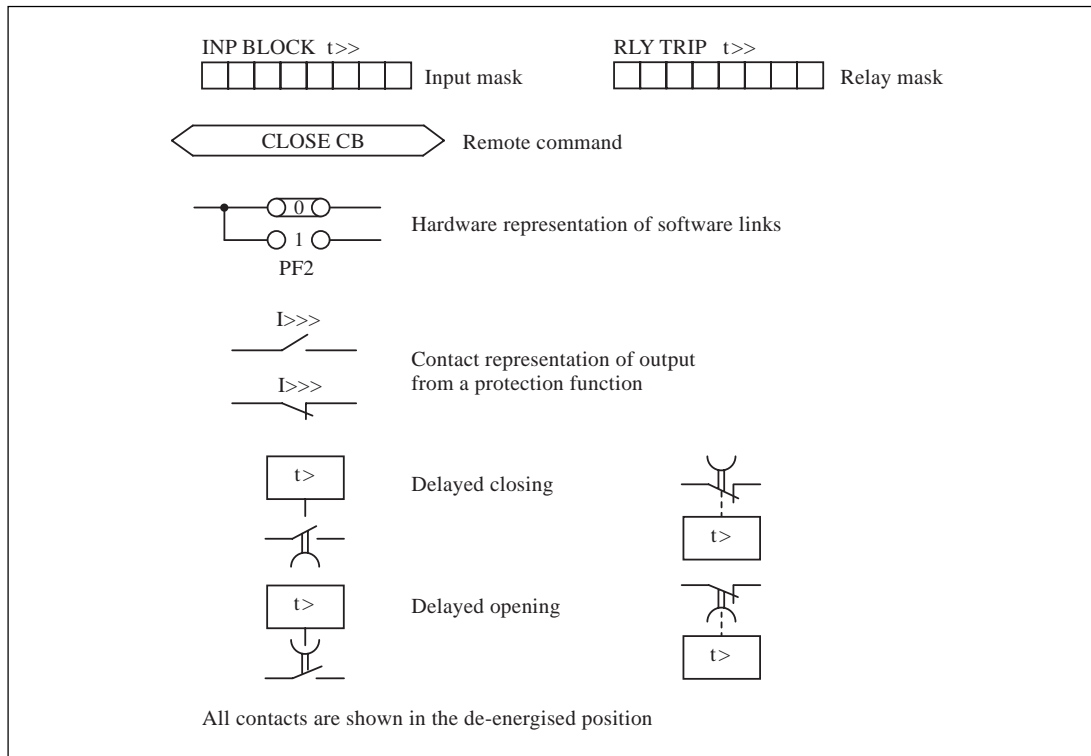 INP BLOCK t>>
Input mask
RLY TRIP t>>
Relay mask
CLOSE CB
Remote command
0
1
PF2
Hardware representation of software links
I>>>
I>>>
Contact representation of output
from a protection function
t>
Delayed closing
t>
t>
Delayed opening
t>
All contacts are shown in the de-energised position